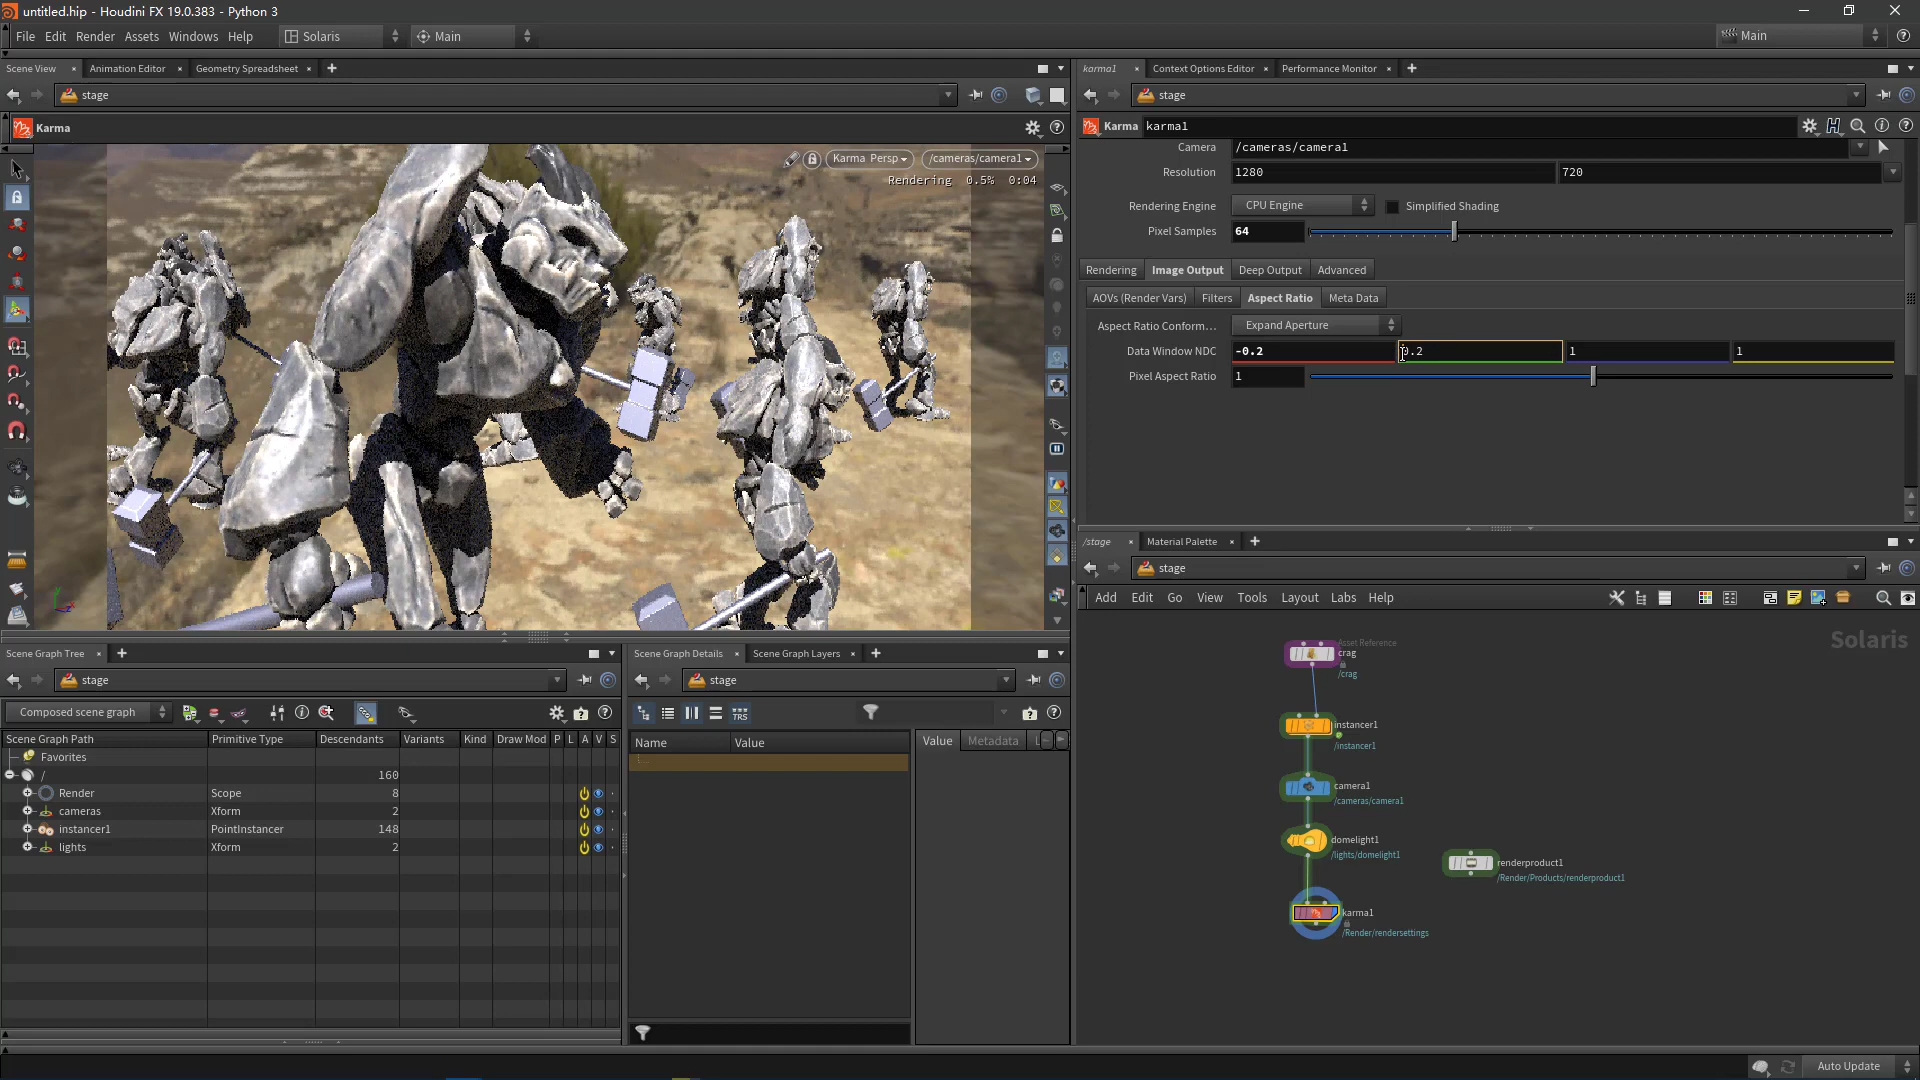 untitled.hip - Houdini FX 19.0.383 - Python 3
File Edit Render Assets Windows Help Solaris Main Main
Scene View Animation Editor Geometry Spreadsheet
stage
Karma
Karma Persp /cameras/camera1
Rendering 0.5% 0:04
karma1 Context Options Editor Performance Monitor
stage
Karma karma1
Camera /cameras/camera1
Resolution 1280 720
Rendering Engine CPU Engine Simplified Shading
Pixel Samples 64
Rendering Image Output Deep Output Advanced
AOVs (Render Vars) Filters Aspect Ratio Meta Data
Aspect Ratio Conform... Expand Aperture
Data Window NDC -0.2 0.2 1 1
Pixel Aspect Ratio 1
/stage Material Palette
stage
Add Edit Go View Tools Layout Labs Help
Solaris
Asset Reference
crag
/crag
instancer1
/instancer1
camera1
/cameras/camera1
domelight1
/lights/domelight1
renderproduct1
/Render/Products/renderproduct1
karma1
/Render/rendersettings
Scene Graph Tree
stage
Composed scene graph
Scene Graph Path Primitive Type Descendants Variants Kind Draw Mod P L A V S
Favorites
/ 160
Render Scope 8
cameras Xform 2
instancer1 PointInstancer 148
lights Xform 2
Scene Graph Details Scene Graph Layers
stage
TRS
Name Value
Value Metadata
Auto Update